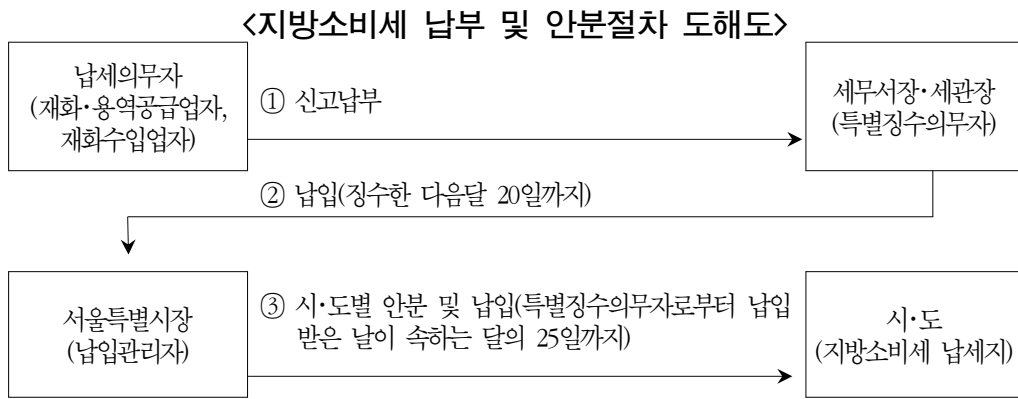 <지방소비세 납부 및 안분절차 도해도>
납세의무자
(재화･용역공급업자,
재화수입업자)
① 신고납부
세무서장･세관장
(특별징수의무자)
② 납입(징수한 다음달 20일까지)
서울특별시장
(납입관리자)
③ 시･도별 안분 및 납입(특별징수의무자로부터 납입
받은 날이 속하는 달의 25일까지)
시･도
(지방소비세 납세지)